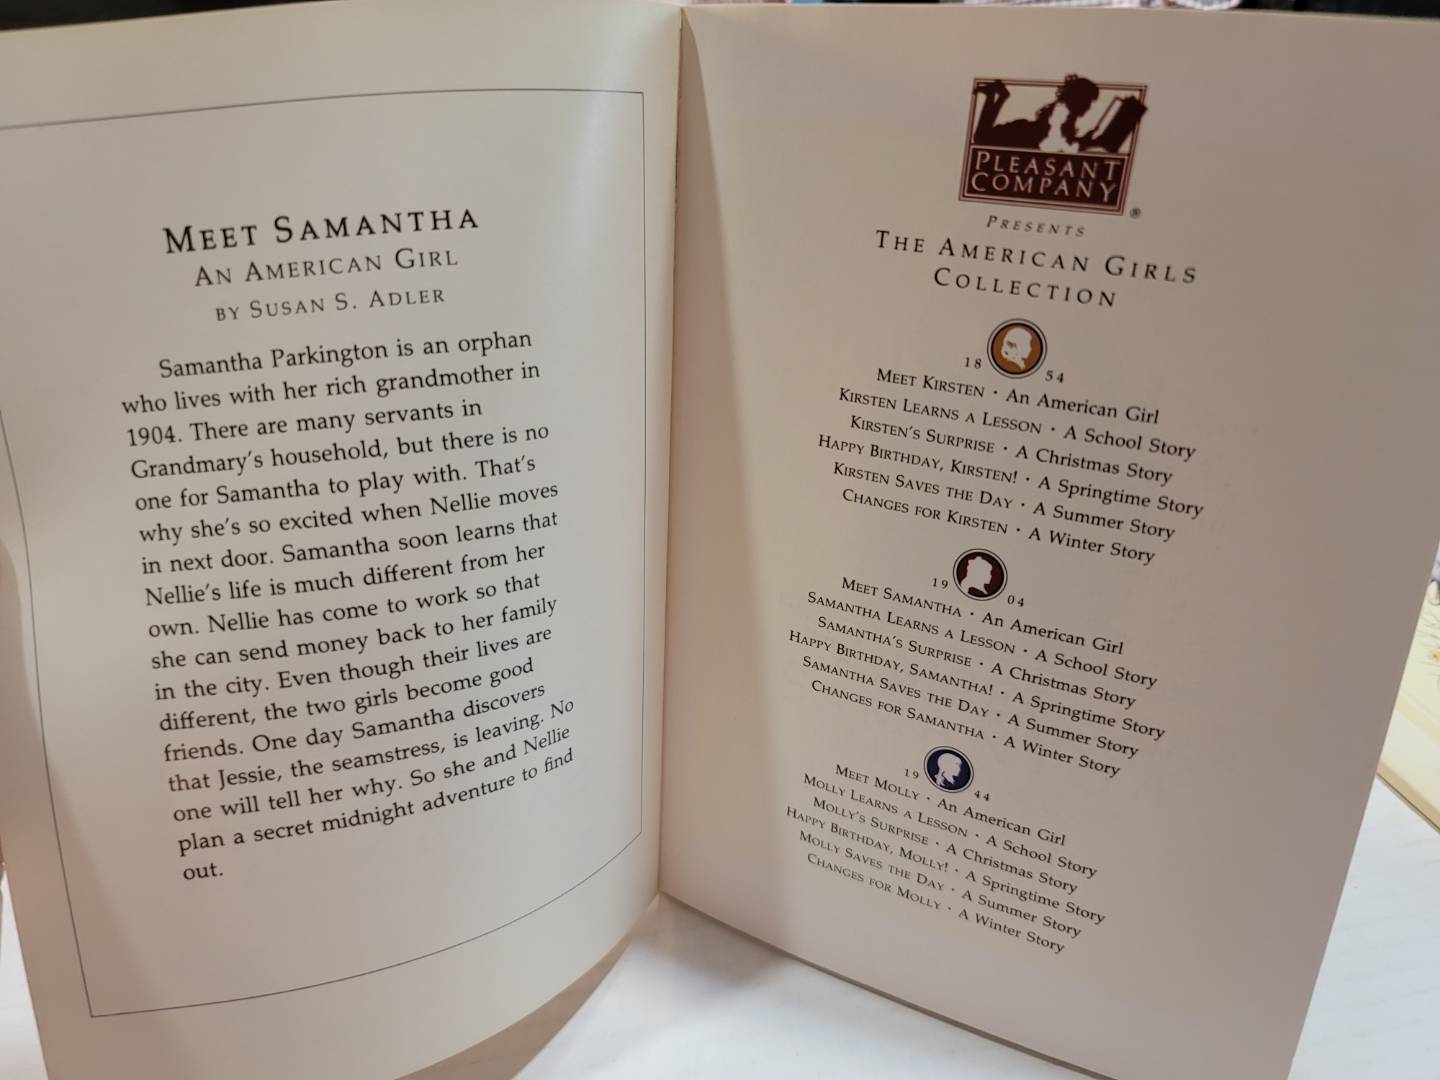 MEET SAMANTHA
AN AMERICAN GIRL
BY SUSAN S. ADLER
Samantha Parkington is an orphan
who lives with her rich grandmother in
1904. There are many servants in
Grandmary's household, but there is no
one for Samantha to play with. That's
why she's so excited when Nellie moves
in next door. Samantha soon learns that
Nellie's life is much different from her
own. Nellie has come to work so that
she can send money back to her family
in the city. Even though their lives are
different, the two girls become good
friends. One day Samantha discovers
that Jessie, the seamstress, is leaving. No
one will tell her why. So she and Nellie
plan a secret midnight adventure to find
out.
PLEASANT
COMPANY®
PRESENTS
THE AMERICAN GIRLS
COLLECTION
18 54
MEET KIRSTEN · An American Girl
KIRSTEN LEARNS A LESSON · A School Story
KIRSTEN'S SURPRISE · A Christmas Story
HAPPY BIRTHDAY, KIRSTEN! · A Springtime Story
KIRSTEN SAVES THE DAY · A Summer Story
CHANGES FOR KIRSTEN · A Winter Story
19 04
MEET SAMANTHA · An American Girl
SAMANTHA LEARNS A LESSON · A School Story
SAMANTHA'S SURPRISE · A Christmas Story
HAPPY BIRTHDAY, SAMANTHA! · A Springtime Story
SAMANTHA SAVES THE DAY · A Summer Story
CHANGES FOR SAMANTHA · A Winter Story
19 44
MEET MOLLY · An American Girl
MOLLY LEARNS A LESSON · A School Story
MOLLY'S SURPRISE · A Christmas Story
HAPPY BIRTHDAY, MOLLY! · A Springtime Story
MOLLY SAVES THE DAY · A Summer Story
CHANGES FOR MOLLY · A Winter Story